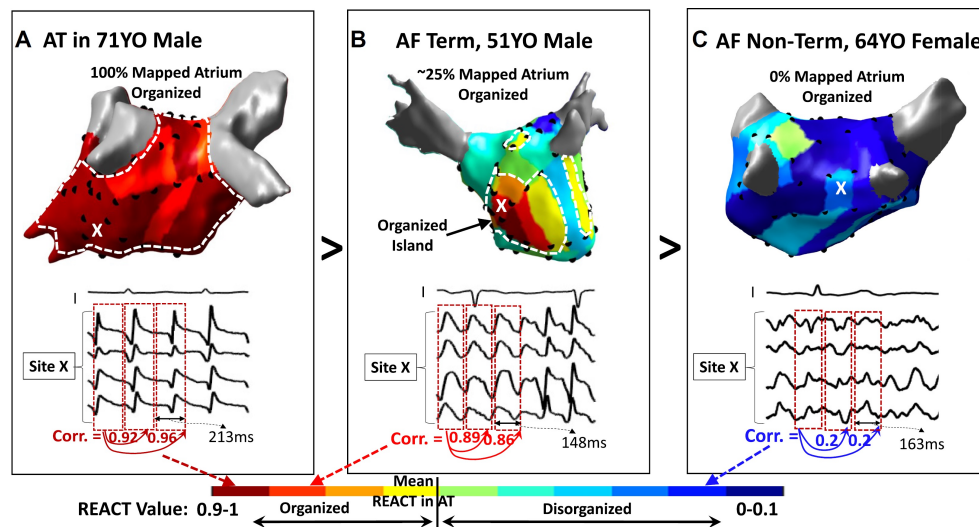 A AT in 71YO Male
100% Mapped Atrium
Organized
X
I
Site X
Corr. = 0.92 0.96
213ms
>
B AF Term, 51YO Male
~25% Mapped Atrium
Organized
X
Organized
Island
I
Site X
Corr. = 0.89 0.86
148ms
>
C AF Non-Term, 64YO Female
0% Mapped Atrium
Organized
X
I
Site X
Corr. = 0.2 0.2
163ms
Mean
REACT in AT
REACT Value: 0.9-1 Organized Disorganized 0-0.1